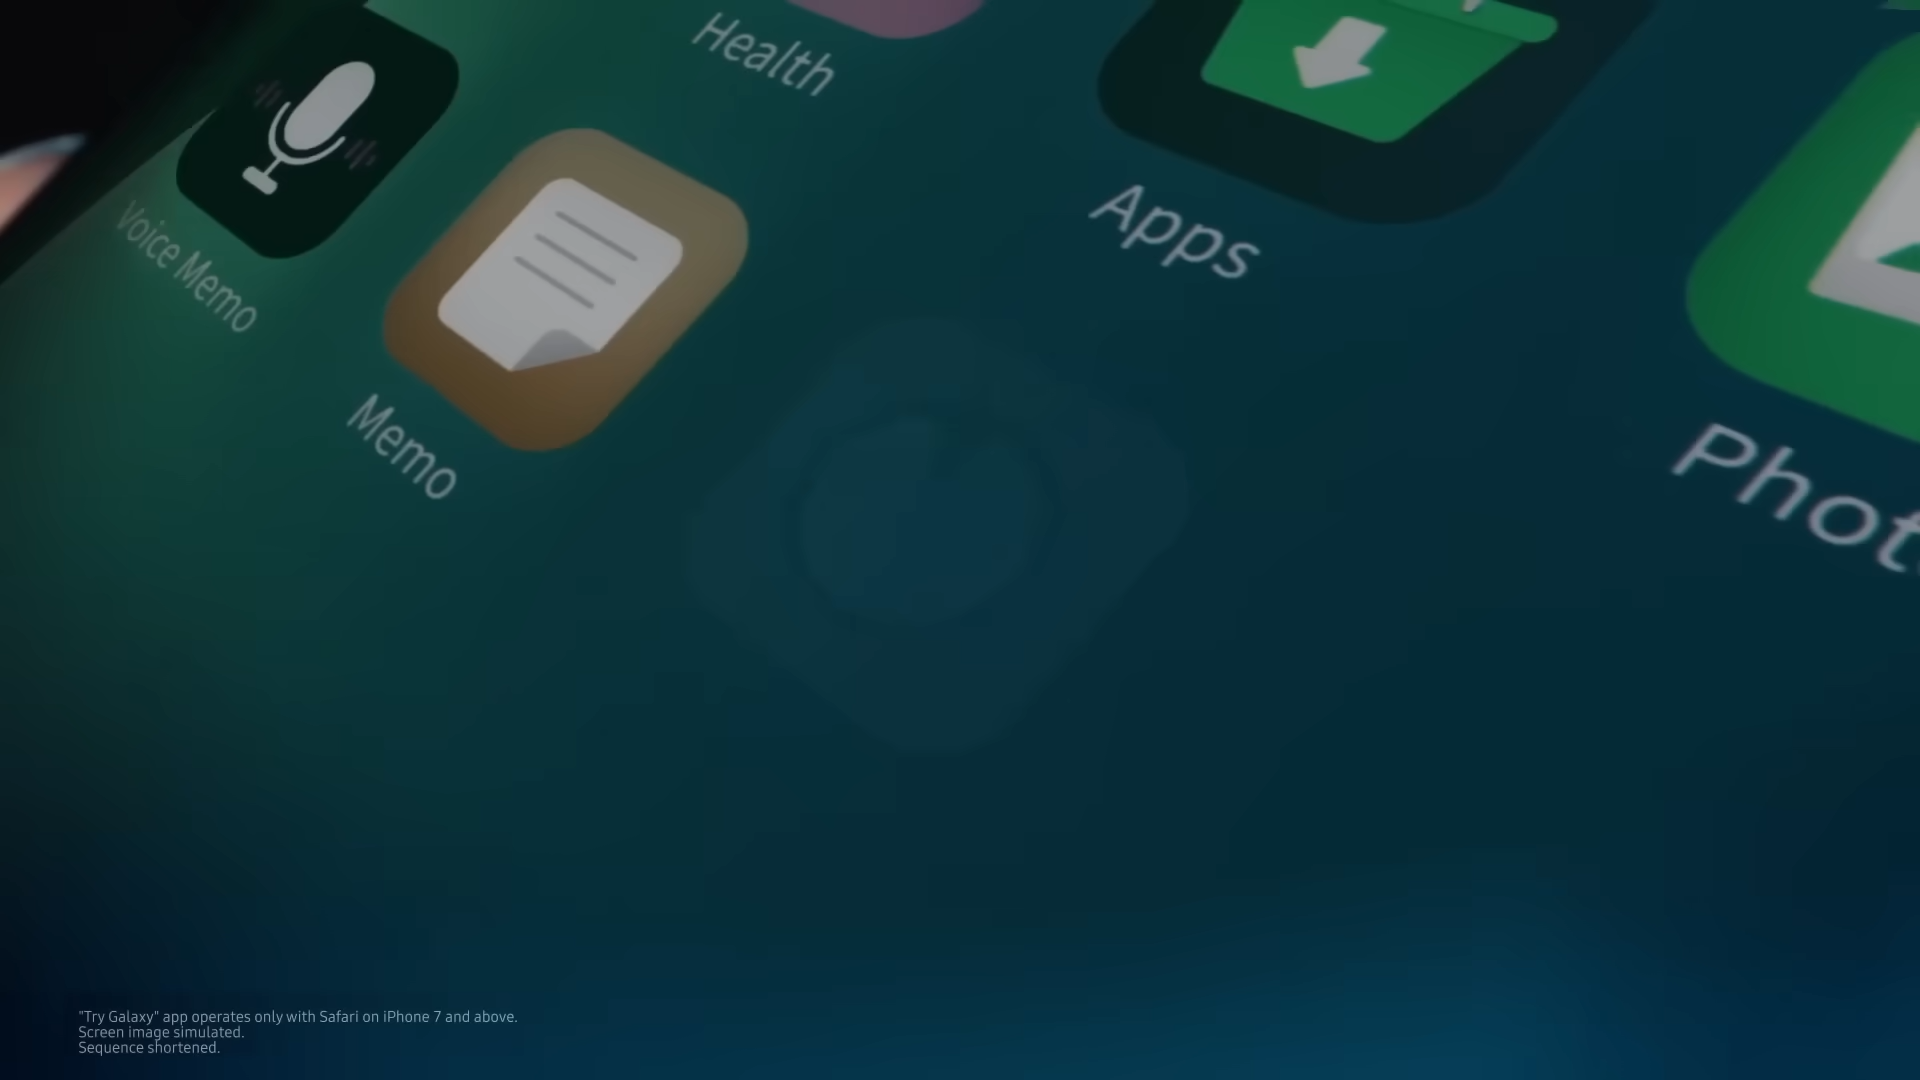 Health
Apps
Voice Memo
Memo
"Try Galaxy" app operates only with Safari on iPhone 7 and above.
Screen image simulated.
Sequence shortened.